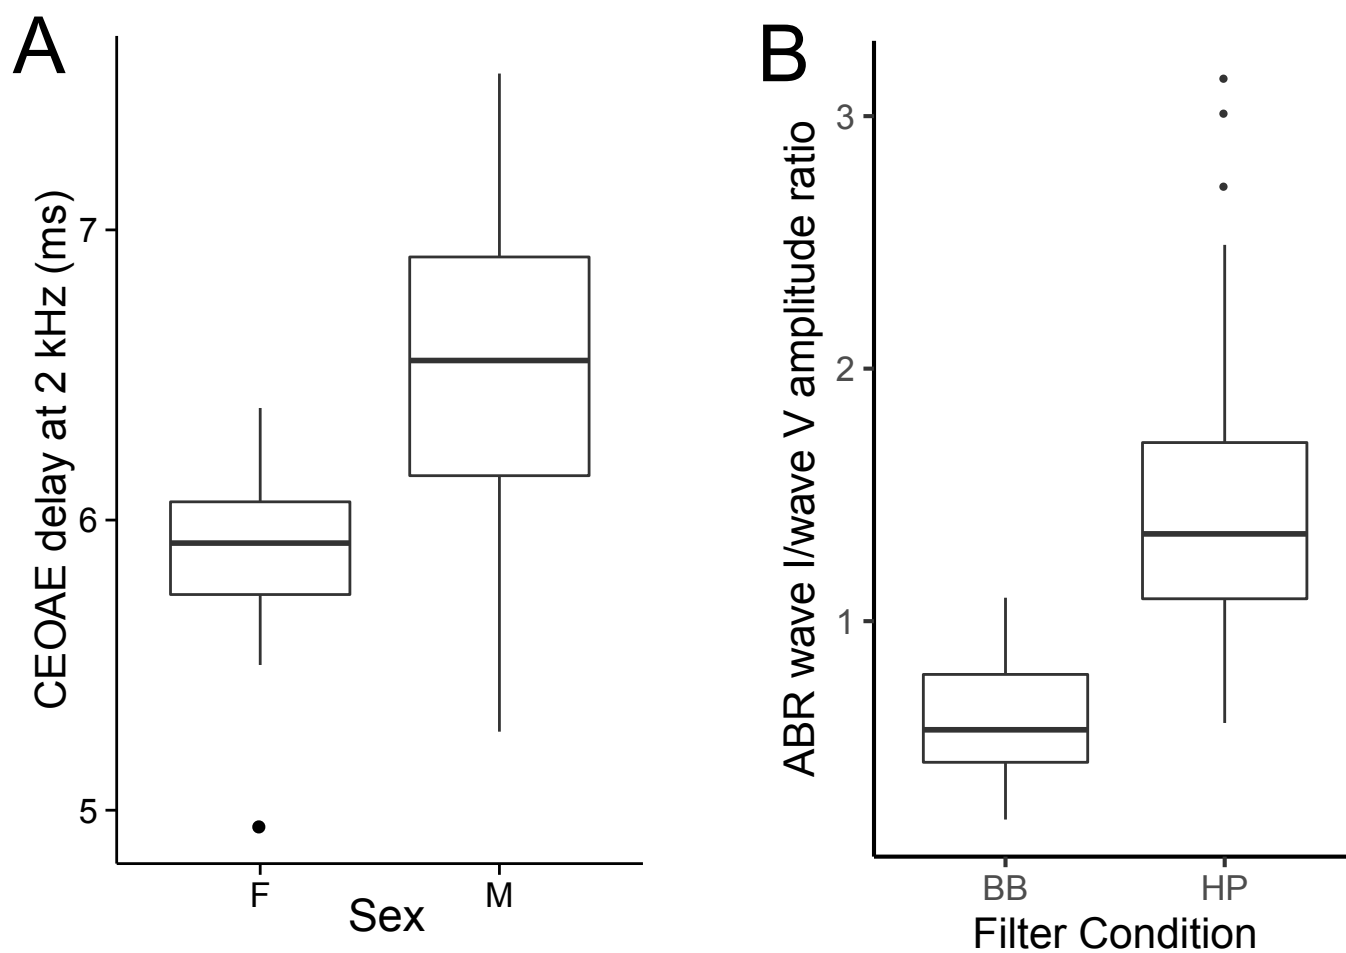 A
CEOAE delay at 2 kHz (ms)
7
6
5
F
M
Sex
B
ABR wave I/wave V amplitude ratio
3
2
1
BB
HP
Filter Condition